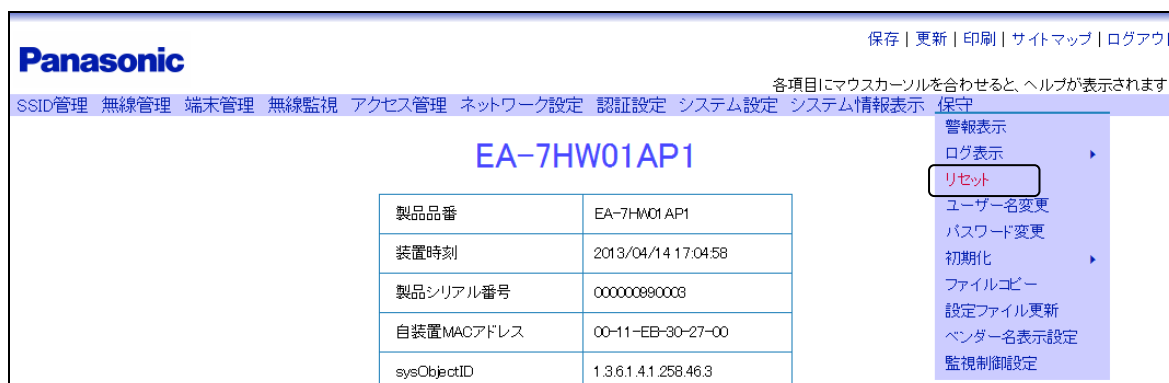 保存 | 更新 | 印刷 | サイトマップ | ログアウト
Panasonic
各項目にマウスカーソルを合わせると、ヘルプが表示されます
SSID管理 無線管理 端末管理 無線監視 アクセス管理 ネットワーク設定 認証設定 システム設定 システム情報表示 保守
警報表示
ログ表示
リセット
ユーザー名変更
パスワード変更
初期化
ファイルコピー
設定ファイル更新
ベンダー名表示設定
監視制御設定
EA-7HW01AP1
製品品番 EA-7HW01AP1
装置時刻 2013/04/14 17:04:58
製品シリアル番号 000000890003
自装置MACアドレス 00-11-EB-30-27-00
sysObjectID 1.3.6.1.4.1.258.46.3